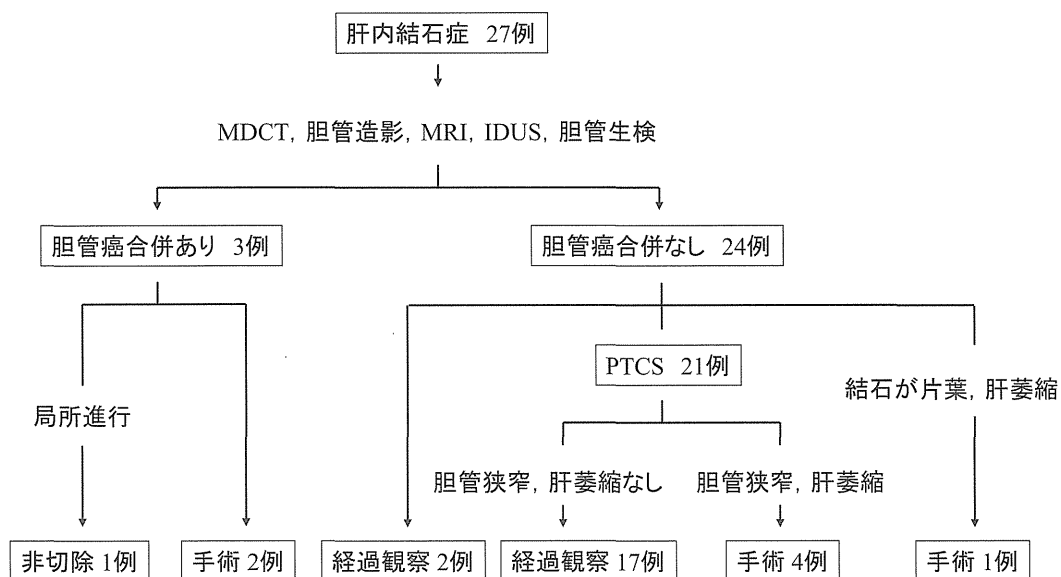 肝内結石症 27例
MDCT, 胆管造影, MRI, IDUS, 胆管生検
胆管癌合併あり 3例
胆管癌合併なし 24例
PTCS 21例
結石が片葉, 肝萎縮
局所進行
胆管狭窄, 肝萎縮なし
胆管狭窄, 肝萎縮
非切除 1例
手術 2例
経過観察 2例
経過観察 17例
手術 4例
手術 1例